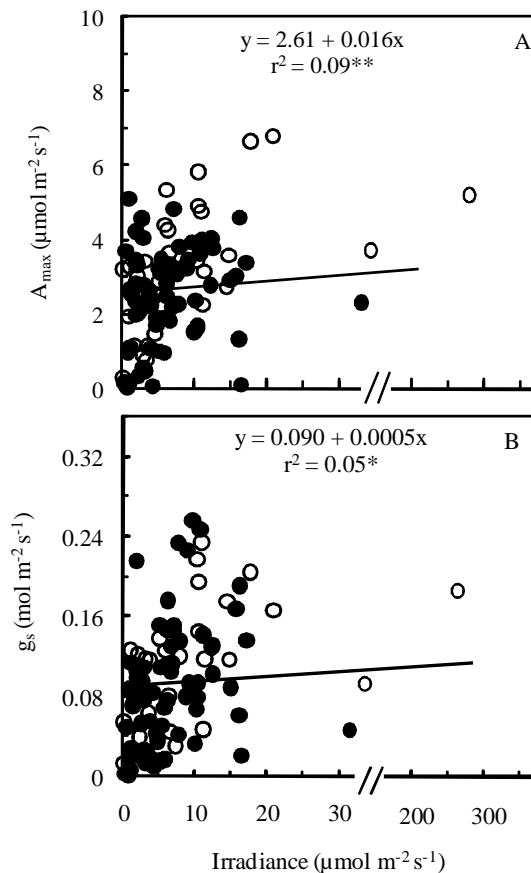 y = 2.61 + 0.016x
A
r² = 0.09**
10
8
6
4
2
0
Amax (µmol m⁻² s⁻¹)
y = 0.090 + 0.0005x
B
r² = 0.05*
0.32
0.24
0.16
0.08
0
gs (mol m⁻² s⁻¹)
0 10 20 30 200 300
Irradiance (µmol m⁻² s⁻¹)